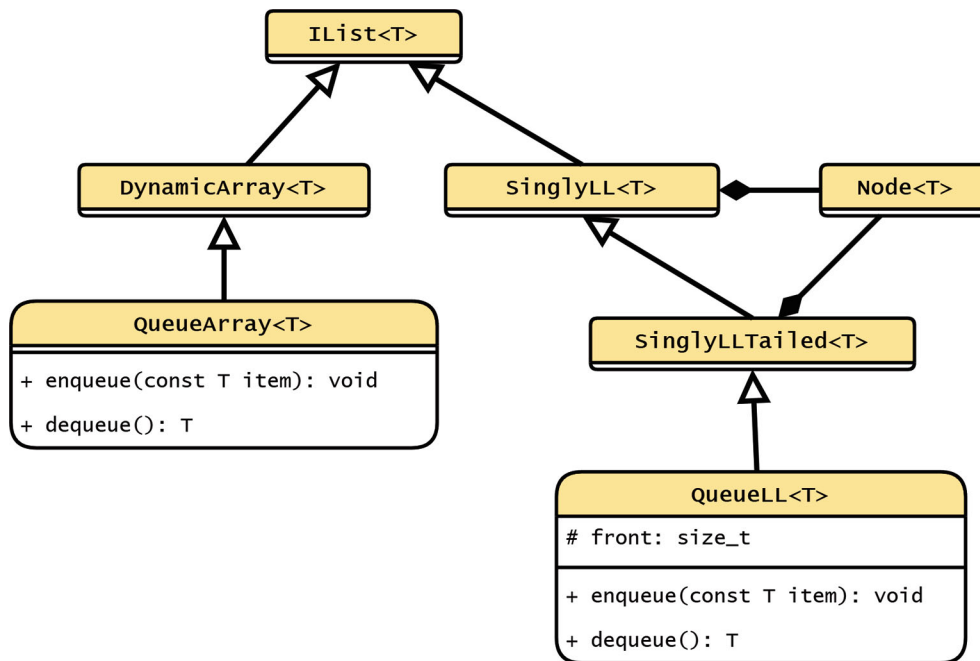 IList<T>
DynamicArray<T>
SinglyLL<T>
Node<T>
QueueArray<T>
+ enqueue(const T item): void
+ dequeue(): T
SinglyLLTailed<T>
QueueLL<T>
# front: size_t
+ enqueue(const T item): void
+ dequeue(): T